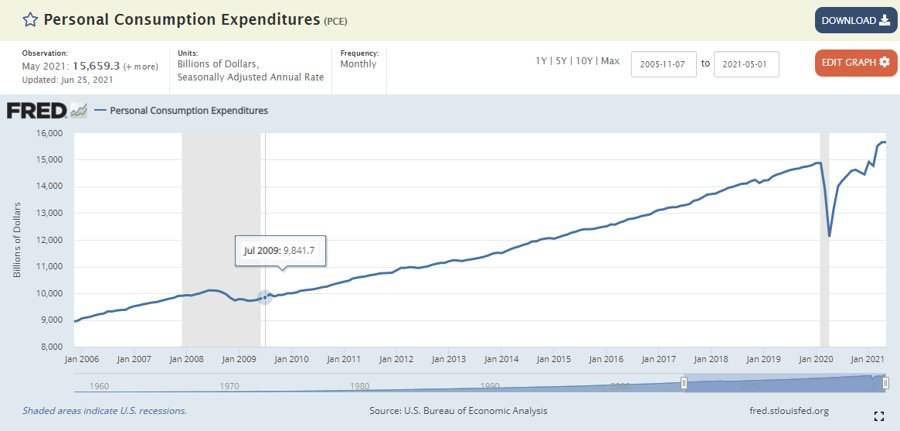 Personal Consumption Expenditures (PCE)
DOWNLOAD
Observation:
May 2021: 15,659.3 (+ more)
Updated: Jun 25, 2021
Units:
Billions of Dollars,
Seasonally Adjusted Annual Rate
Frequency:
Monthly
1Y | 5Y | 10Y | Max
2005-11-07 to 2021-05-01
EDIT GRAPH
FRED
Personal Consumption Expenditures
Billions of Dollars
16,000
15,000
14,000
13,000
12,000
11,000
10,000
9,000
8,000
Jul 2009: 9,841.7
Jan 2006 Jan 2007 Jan 2008 Jan 2009 Jan 2010 Jan 2011 Jan 2012 Jan 2013 Jan 2014 Jan 2015 Jan 2016 Jan 2017 Jan 2018 Jan 2019 Jan 2020 Jan 2021
1960 1970 1980 1990 2000 2010
Shaded areas indicate U.S. recessions.
Source: U.S. Bureau of Economic Analysis
fred.stlouisfed.org